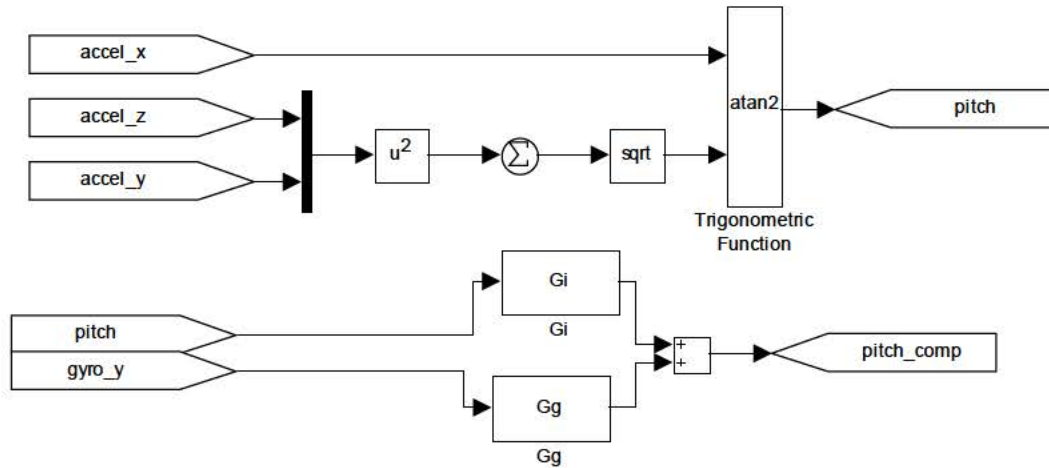 accel_x
accel_z
accel_y
u²
Σ
sqrt
atan2
Trigonometric
Function
pitch
pitch
gyro_y
Gi
Gi
Gg
Gg
+
+
pitch_comp